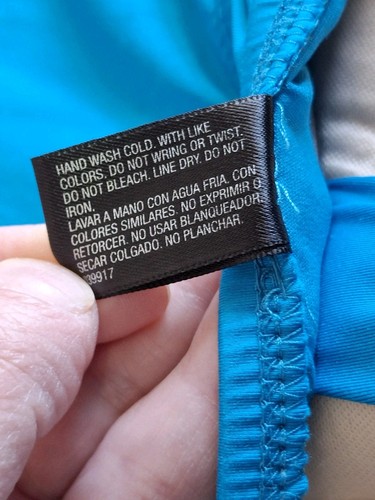 HAND WASH COLD. WITH LIKE
COLORS. DO NOT WRING OR TWIST.
DO NOT BLEACH. LINE DRY. DO NOT
IRON.
LAVAR A MANO CON AGUA FRIA. CON
COLORES SIMILARES. NO EXPRIMIR O
RETORCER. NO USAR BLANQUEADOR.
SECAR COLGADO. NO PLANCHAR.
39917